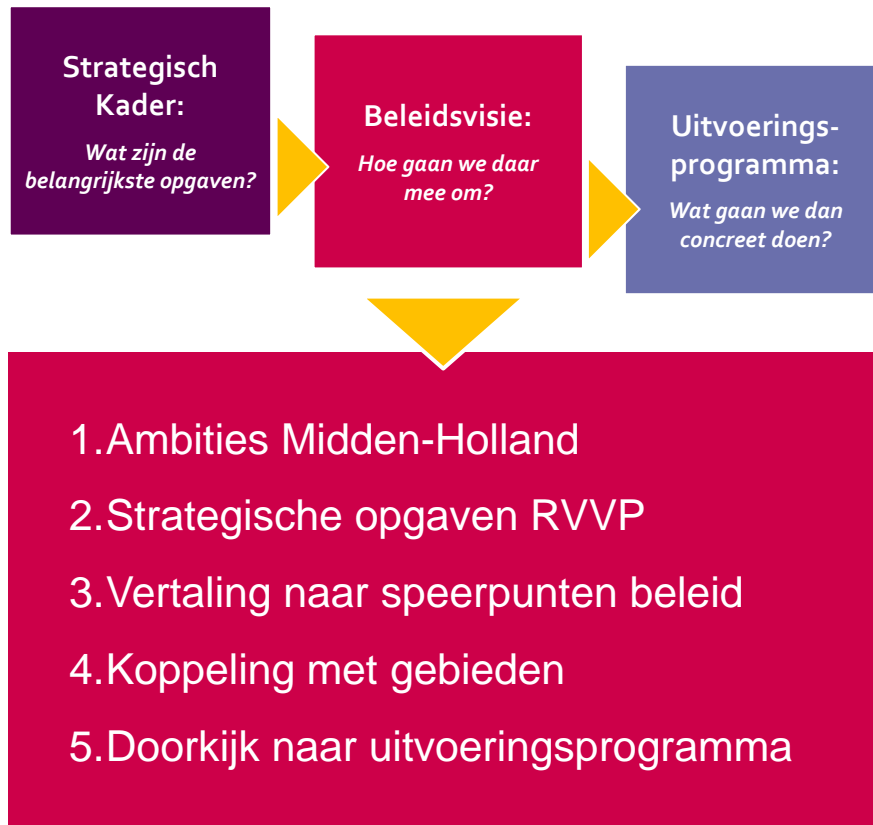 Strategisch
Kader:
Wat zijn de
belangrijkste opgaven?
Beleidsvisie:
Hoe gaan we daar
mee om?
Uitvoerings-
programma:
Wat gaan we dan
concreet doen?
1.Ambities Midden-Holland
2.Strategische opgaven RVVP
3.Vertaling naar speerpunten beleid
4.Koppeling met gebieden
5.Doorkijk naar uitvoeringsprogramma